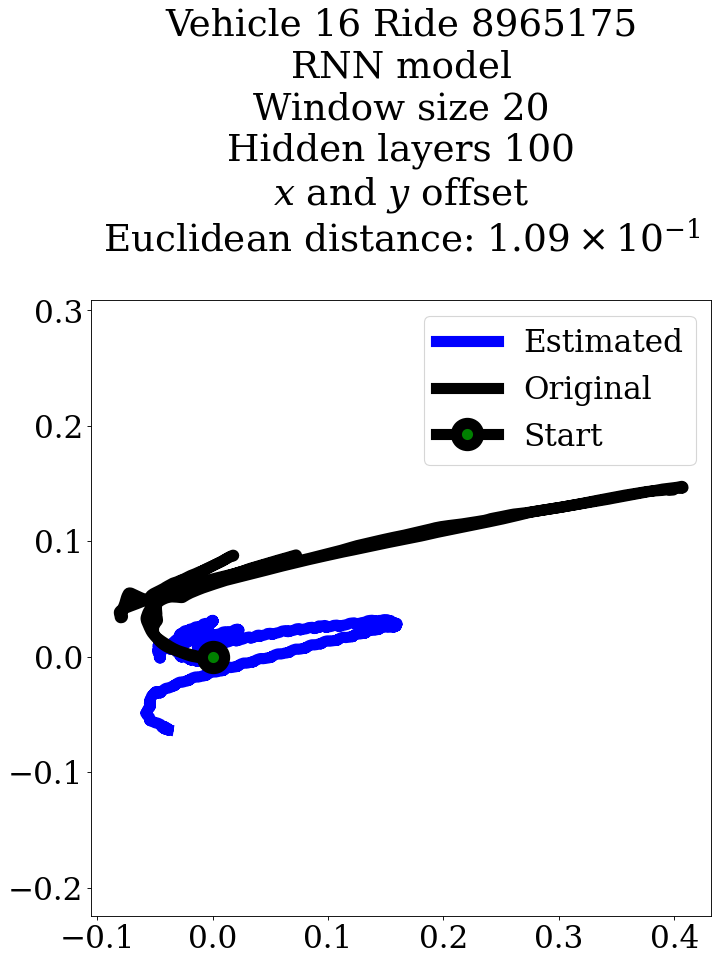 Vehicle 16 Ride 8965175
RNN model
Window size 20
Hidden layers 100
x and y offset
Euclidean distance: 1.09 × 10⁻¹
Estimated
Original
Start
0.3
0.2
0.1
0.0
−0.1
−0.2
−0.1 0.0 0.1 0.2 0.3 0.4